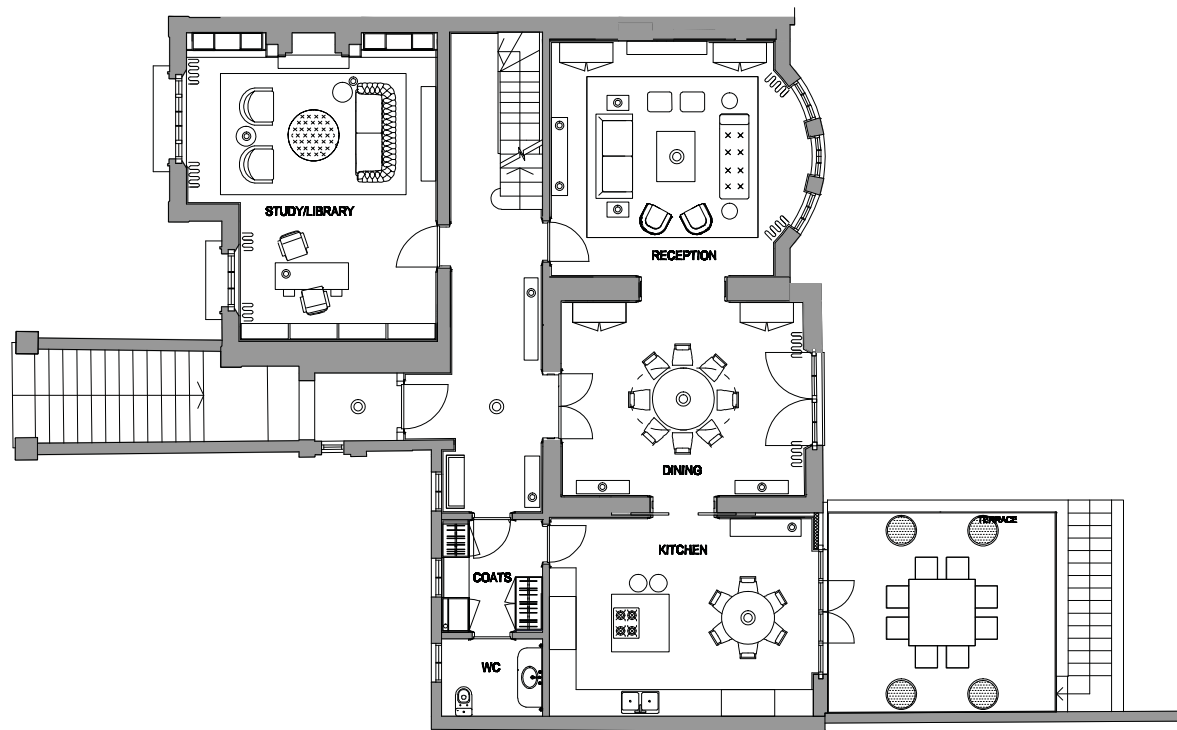 STUDY/LIBRARY
RECEPTION
DINING
TERRACE
KITCHEN
COATS
WC